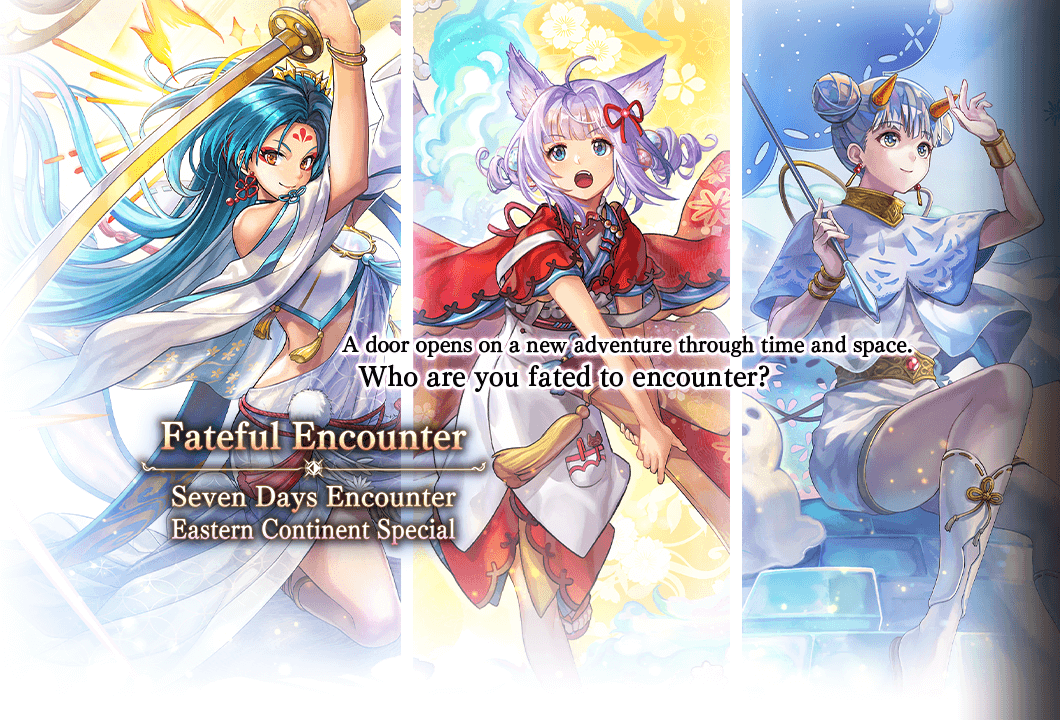 A door opens on a new adventure through time and space.
Who are you fated to encounter?
Fateful Encounter
Seven Days Encounter
Eastern Continent Special